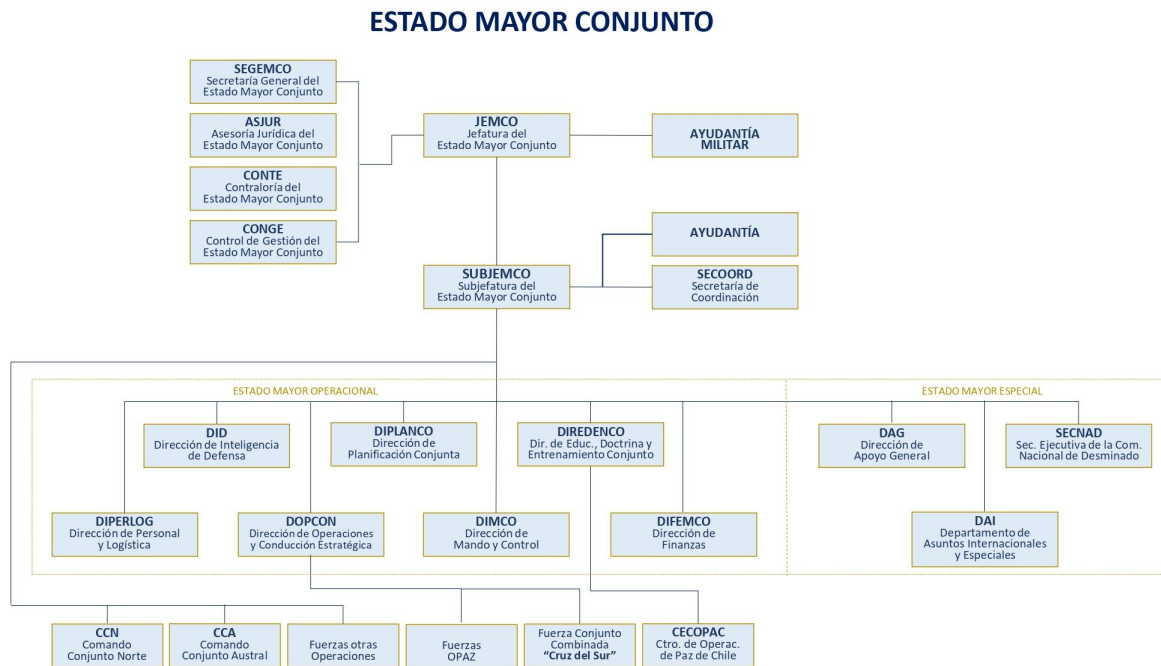 ESTADO MAYOR CONJUNTO
SEGEMCO
Secretaría General del
Estado Mayor Conjunto
ASJUR
Asesoría Jurídica del
Estado Mayor Conjunto
CONTE
Contraloría del
Estado Mayor Conjunto
CONGE
Control de Gestión del
Estado Mayor Conjunto
JEMCO
Jefatura del
Estado Mayor Conjunto
AYUDANTÍA
MILITAR
AYUDANTÍA
SUBJEMCO
Subjefatura del
Estado Mayor Conjunto
SECOORD
Secretaría de
Coordinación
ESTADO MAYOR OPERACIONAL
ESTADO MAYOR ESPECIAL
DID
Dirección de Inteligencia
de Defensa
DIPLANCO
Dirección de
Planificación Conjunta
DIREDENCO
Dir. de Educ., Doctrina y
Entrenamiento Conjunto
DAG
Dirección de
Apoyo General
SECNAD
Sec. Ejecutiva de la Com.
Nacional de Desminado
DIPERLOG
Dirección de Personal
y Logística
DOPCON
Dirección de Operaciones
y Conducción Estratégica
DIMCO
Dirección de
Mando y Control
DIFEMCO
Dirección de
Finanzas
DAI
Departamento de
Asuntos Internacionales
y Especiales
CCN
Comando
Conjunto Norte
CCA
Comando
Conjunto Austral
Fuerzas otras
Operaciones
Fuerzas
OPAZ
Fuerza Conjunto
Combinada
"Cruz del Sur"
CECOPAC
Ctro. de Operac.
de Paz de Chile